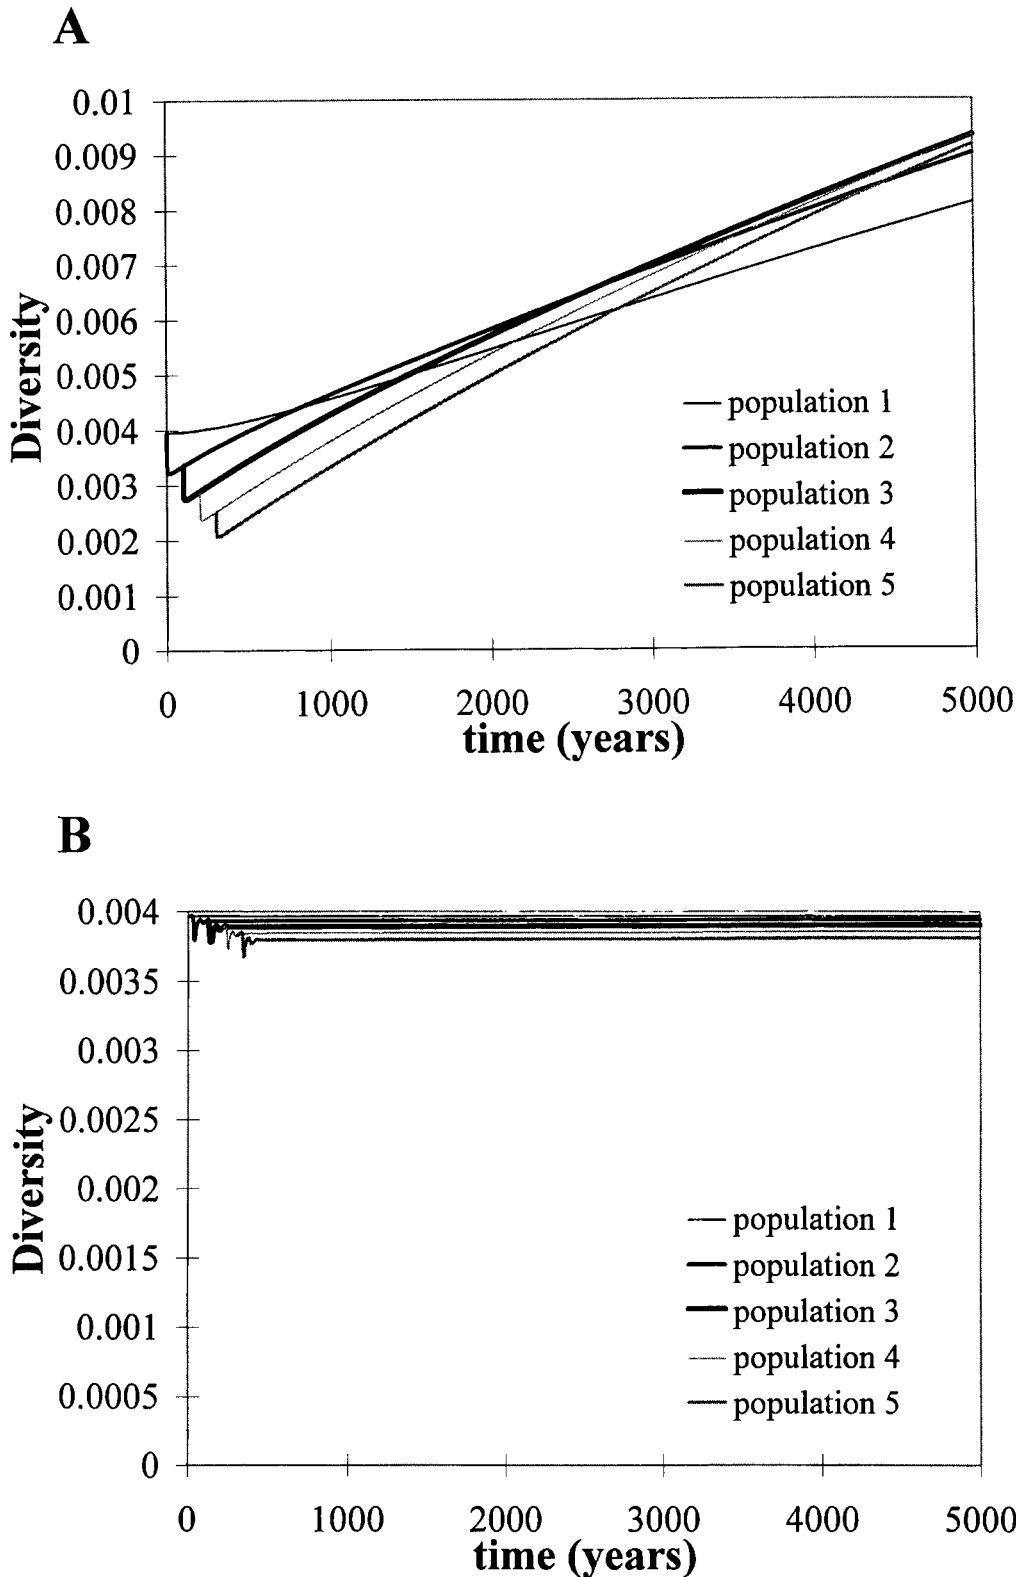 A
0.01
0.009
0.008
0.007
0.006
0.005
0.004
0.003
0.002
0.001
0
Diversity
population 1
population 2
population 3
population 4
population 5
0 1000 2000 3000 4000 5000
time (years)
B
0.004
0.0035
0.003
0.0025
0.002
0.0015
0.001
0.0005
0
Diversity
population 1
population 2
population 3
population 4
population 5
0 1000 2000 3000 4000 5000
time (years)